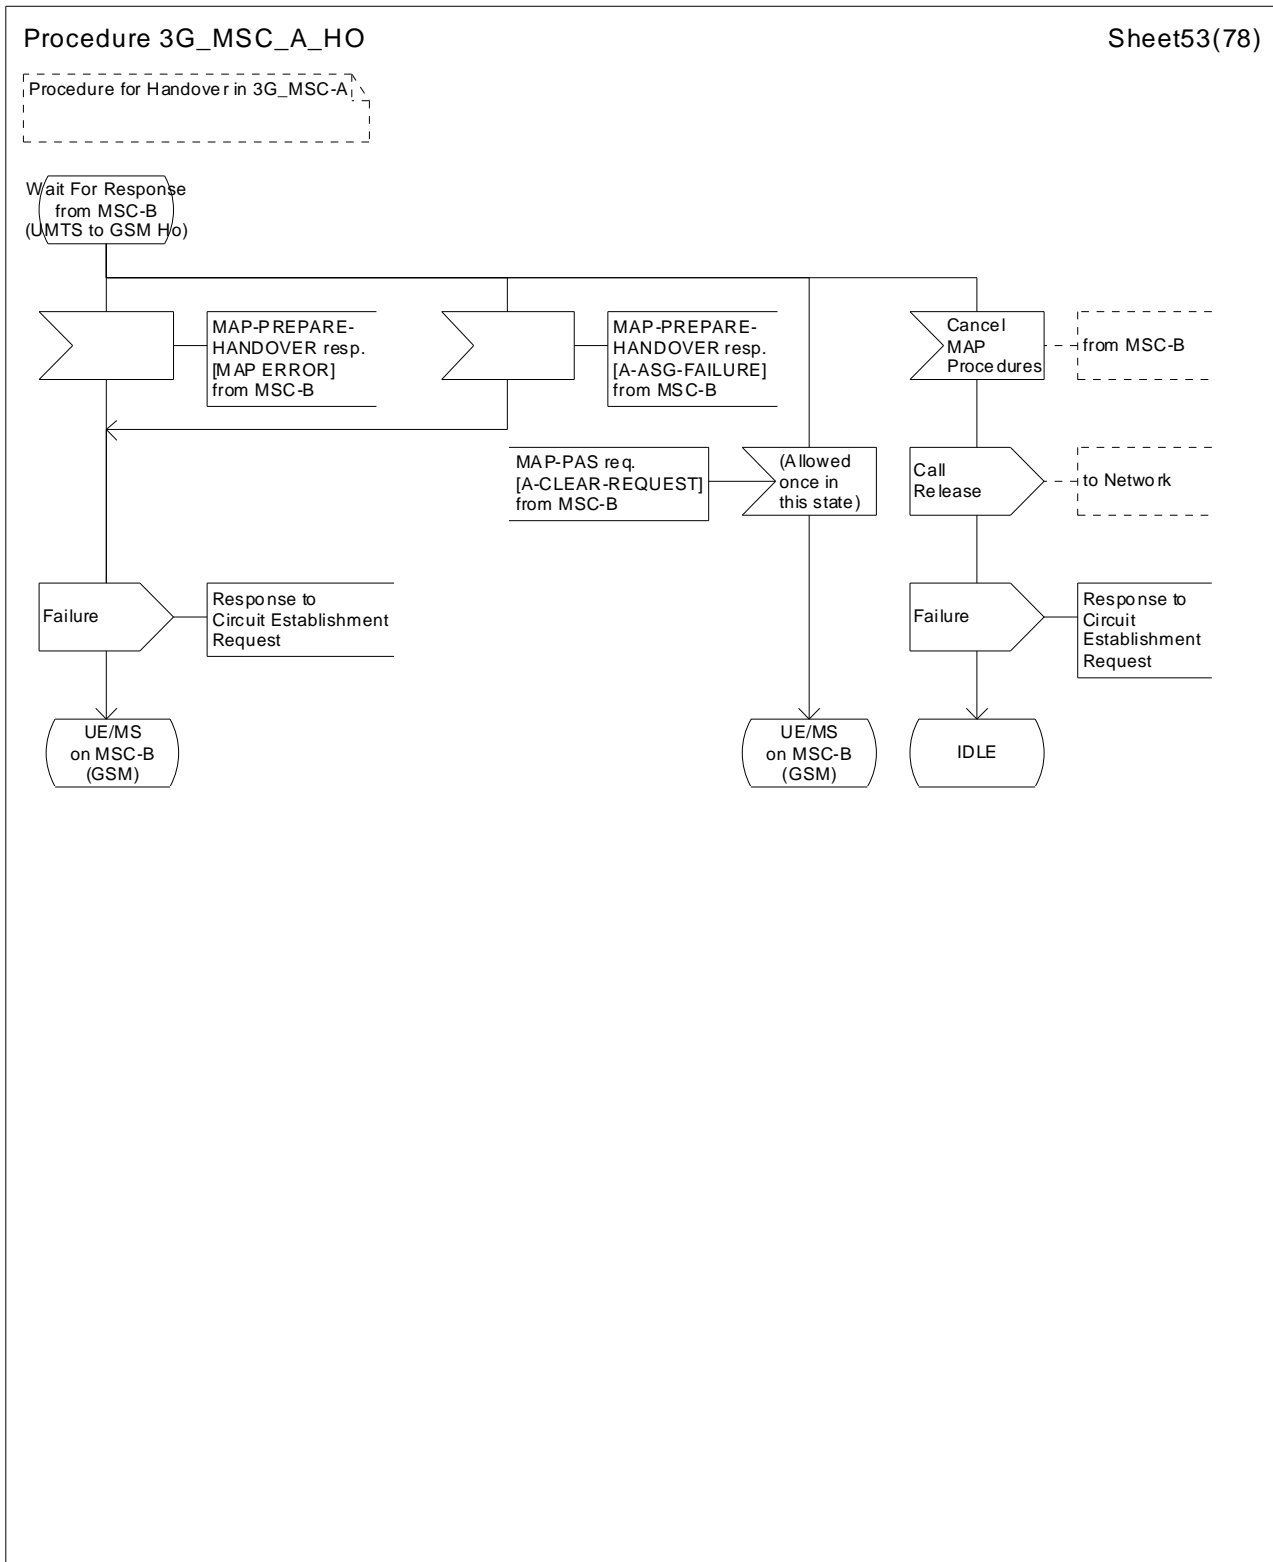 Procedure 3G_MSC_A_HO
Sheet53(78)
Procedure for Handover in 3G_MSC-A
Wait For Response
from MSC-B
(UMTS to GSM Ho)
MAP-PREPARE-
HANDOVER resp.
[MAP ERROR]
from MSC-B
MAP-PREPARE-
HANDOVER resp.
[A-ASG-FAILURE]
from MSC-B
Cancel
MAP
Procedures
from MSC-B
MAP-PAS req.
[A-CLEAR-REQUEST]
from MSC-B
(Allowed
once in
this state)
Call
Release
to Network
Failure
Response to
Circuit Establishment
Request
Failure
Response to
Circuit
Establishment
Request
UE/MS
on MSC-B
(GSM)
UE/MS
on MSC-B
(GSM)
IDLE